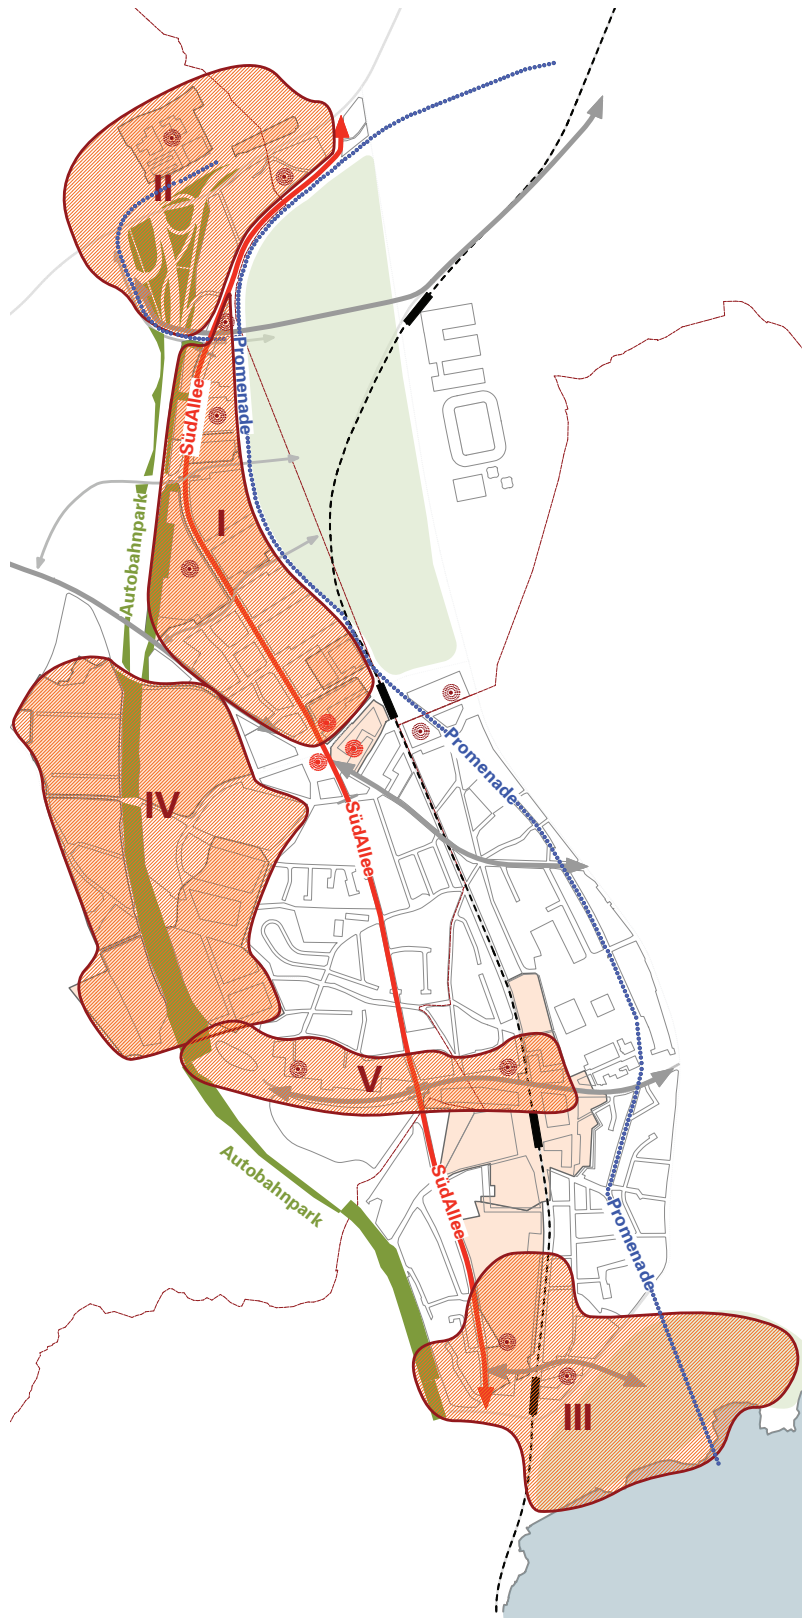 II
SüdAllee
Promenade
Autobahnpark
I
Promenade
IV
SüdAllee
V
Autobahnpark
SüdAllee
Promenade
III